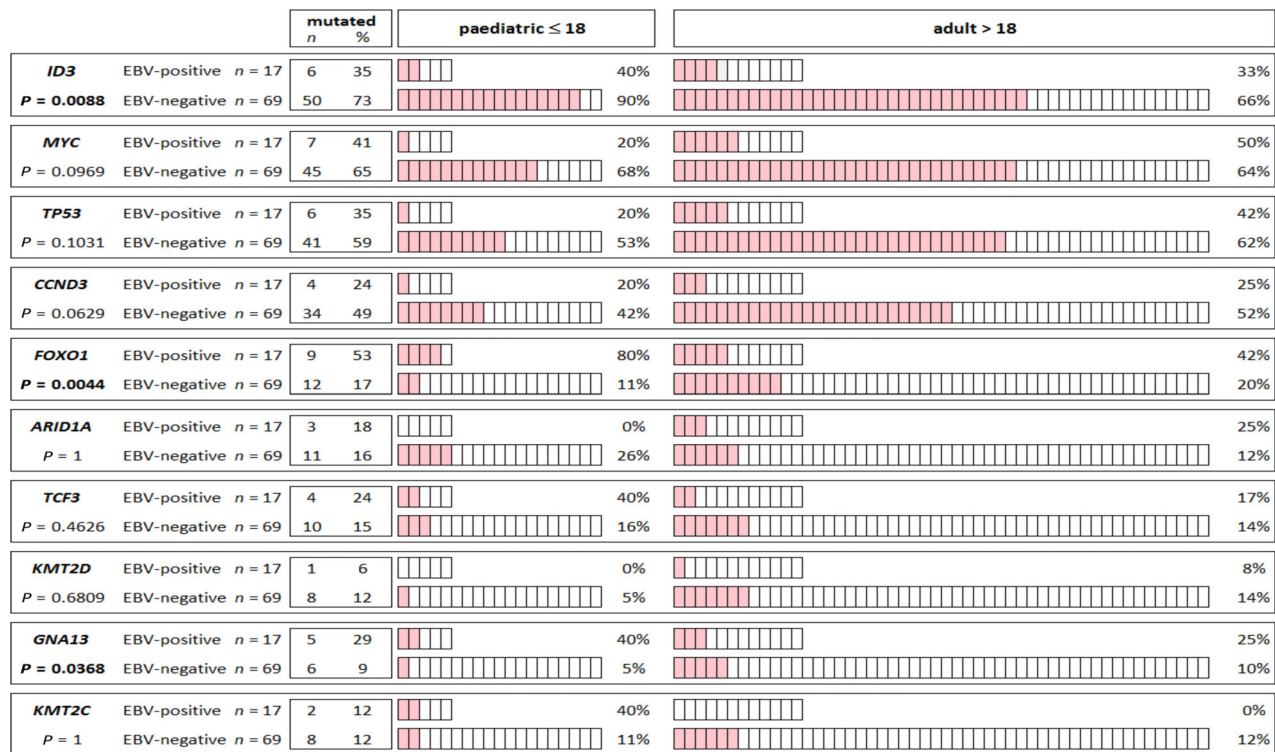 mutated paediatric ≤ 18 adult > 18
n %
ID3 EBV-positive n = 17 6 35 40% 33%
P = 0.0088 EBV-negative n = 69 50 73 90% 66%
MYC EBV-positive n = 17 7 41 20% 50%
P = 0.0969 EBV-negative n = 69 45 65 68% 64%
TP53 EBV-positive n = 17 6 35 20% 42%
P = 0.1031 EBV-negative n = 69 41 59 53% 62%
CCND3 EBV-positive n = 17 4 24 20% 25%
P = 0.0629 EBV-negative n = 69 34 49 42% 52%
FOXO1 EBV-positive n = 17 9 53 80% 42%
P = 0.0044 EBV-negative n = 69 12 17 11% 20%
ARID1A EBV-positive n = 17 3 18 0% 25%
P = 1 EBV-negative n = 69 11 16 26% 12%
TCF3 EBV-positive n = 17 4 24 40% 17%
P = 0.4626 EBV-negative n = 69 10 15 16% 14%
KMT2D EBV-positive n = 17 1 6 0% 8%
P = 0.6809 EBV-negative n = 69 8 12 5% 14%
GNA13 EBV-positive n = 17 5 29 40% 25%
P = 0.0368 EBV-negative n = 69 6 9 5% 10%
KMT2C EBV-positive n = 17 2 12 40% 0%
P = 1 EBV-negative n = 69 8 12 11% 12%